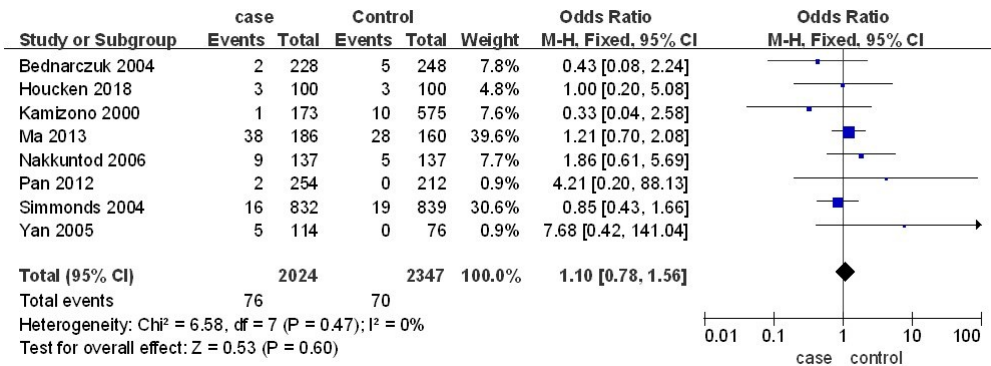 case Control Odds Ratio Odds Ratio
Study or Subgroup Events Total Events Total Weight M-H, Fixed, 95% CI M-H, Fixed, 95% CI
Bednarczuk 2004 2 228 5 248 7.8% 0.43 [0.08, 2.24]
Houcken 2018 3 100 3 100 4.8% 1.00 [0.20, 5.08]
Kamizono 2000 1 173 10 575 7.6% 0.33 [0.04, 2.58]
Ma 2013 38 186 28 160 39.6% 1.21 [0.70, 2.08]
Nakkuntod 2006 9 137 5 137 7.7% 1.86 [0.61, 5.69]
Pan 2012 2 254 0 212 0.9% 4.21 [0.20, 88.13]
Simmonds 2004 16 832 19 839 30.6% 0.85 [0.43, 1.66]
Yan 2005 5 114 0 76 0.9% 7.68 [0.42, 141.04]
Total (95% CI) 2024 2347 100.0% 1.10 [0.78, 1.56]
Total events 76 70
Heterogeneity: Chi² = 6.58, df = 7 (P = 0.47); I² = 0%
Test for overall effect: Z = 0.53 (P = 0.60)
0.01 0.1 1 10 100
case control